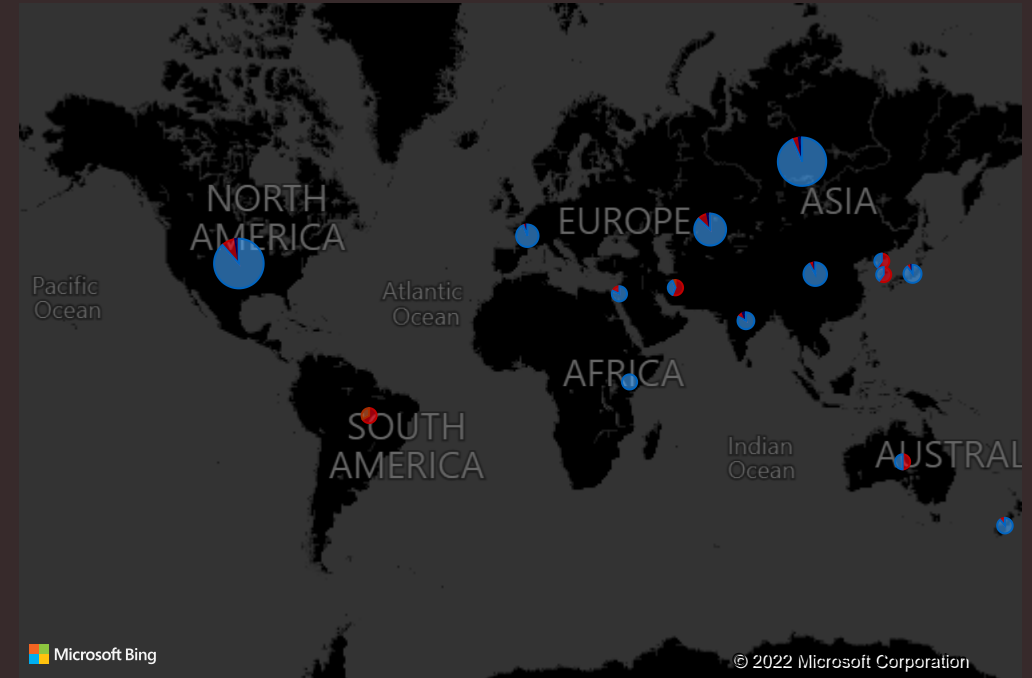 NORTH
AMERICA
EUROPE
ASIA
Pacific
Ocean
Atlantic
Ocean
AFRICA
SOUTH
AMERICA
Indian
Ocean
AUSTRAL
Microsoft Bing
© 2022 Microsoft Corporation